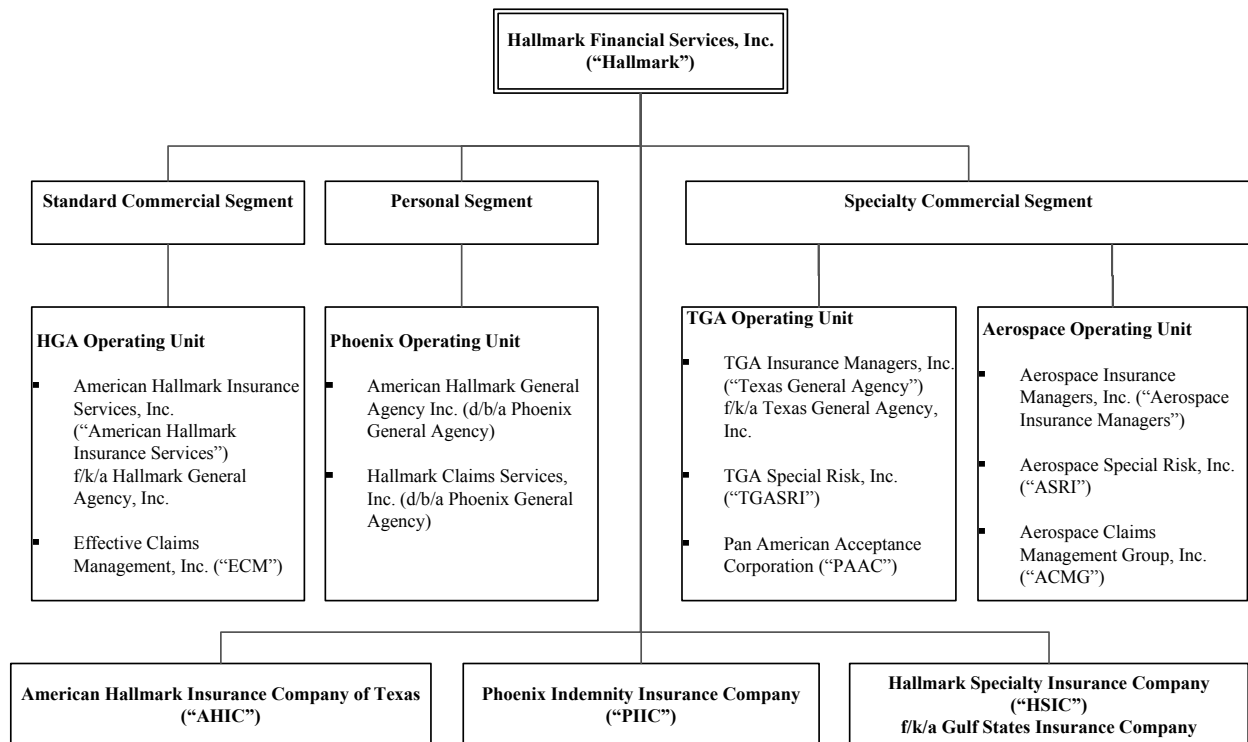 Hallmark Financial Services, Inc.
(“Hallmark”)
Standard Commercial Segment
Personal Segment
Specialty Commercial Segment
HGA Operating Unit
▪ American Hallmark Insurance
Services, Inc.
(“American Hallmark
Insurance Services”)
f/k/a Hallmark General
Agency, Inc.
▪ Effective Claims
Management, Inc. (“ECM”)
Phoenix Operating Unit
▪ American Hallmark General
Agency Inc. (d/b/a Phoenix
General Agency)
▪ Hallmark Claims Services,
Inc. (d/b/a Phoenix General
Agency)
TGA Operating Unit
▪ TGA Insurance Managers, Inc.
(“Texas General Agency”)
f/k/a Texas General Agency,
Inc.
▪ TGA Special Risk, Inc.
(“TGASRI”)
▪ Pan American Acceptance
Corporation (“PAAC”)
Aerospace Operating Unit
▪ Aerospace Insurance
Managers, Inc. (“Aerospace
Insurance Managers”)
▪ Aerospace Special Risk, Inc.
(“ASRI”)
▪ Aerospace Claims
Management Group, Inc.
(“ACMG”)
American Hallmark Insurance Company of Texas
(“AHIC”)
Phoenix Indemnity Insurance Company
(“PIIC”)
Hallmark Specialty Insurance Company
(“HSIC”)
f/k/a Gulf States Insurance Company